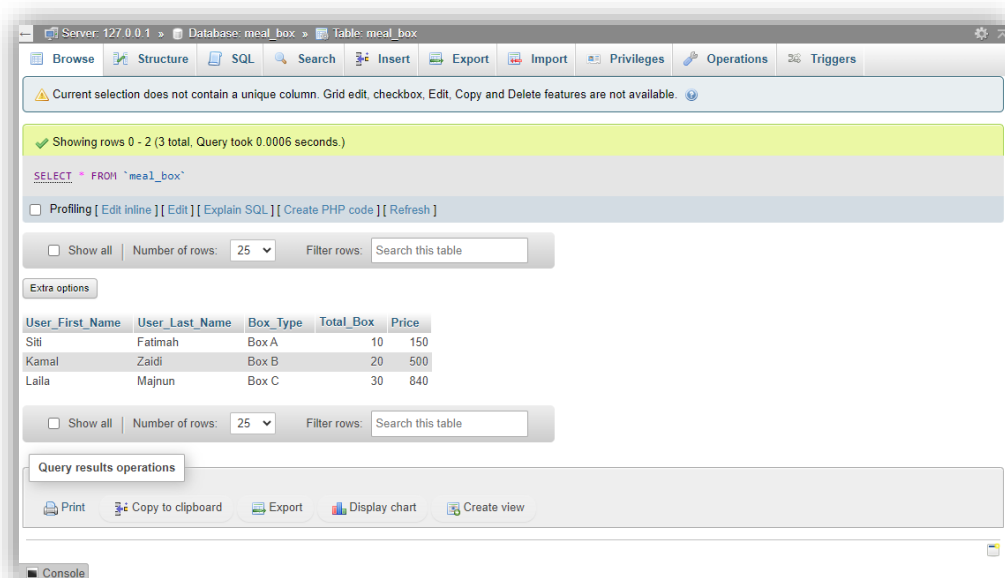 Server: 127.0.0.1 » Database: meal_box » Table: meal_box
Browse Structure SQL Search Insert Export Import Privileges Operations Triggers
Current selection does not contain a unique column. Grid edit, checkbox, Edit, Copy and Delete features are not available.
Showing rows 0 - 2 (3 total, Query took 0.0006 seconds.)
SELECT * FROM `meal_box`
Profiling [ Edit inline ] [ Edit ] [ Explain SQL ] [ Create PHP code ] [ Refresh ]
Show all | Number of rows: 25 Filter rows: Search this table
Extra options
User_First_Name User_Last_Name Box_Type Total_Box Price
Siti Fatimah Box A 10 150
Kamal Zaidi Box B 20 500
Laila Majnun Box C 30 840
Show all | Number of rows: 25 Filter rows: Search this table
Query results operations
Print Copy to clipboard Export Display chart Create view
Console